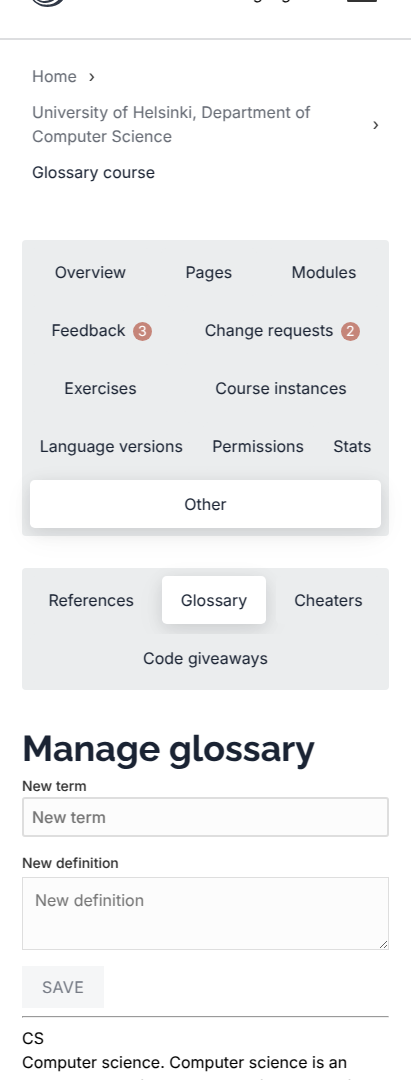 Home ›
University of Helsinki, Department of
Computer Science ›
Glossary course
Overview Pages Modules
Feedback 3 Change requests 2
Exercises Course instances
Language versions Permissions Stats
Other
References Glossary Cheaters
Code giveaways
Manage glossary
New term
New term
New definition
New definition
SAVE
CS
Computer science. Computer science is an